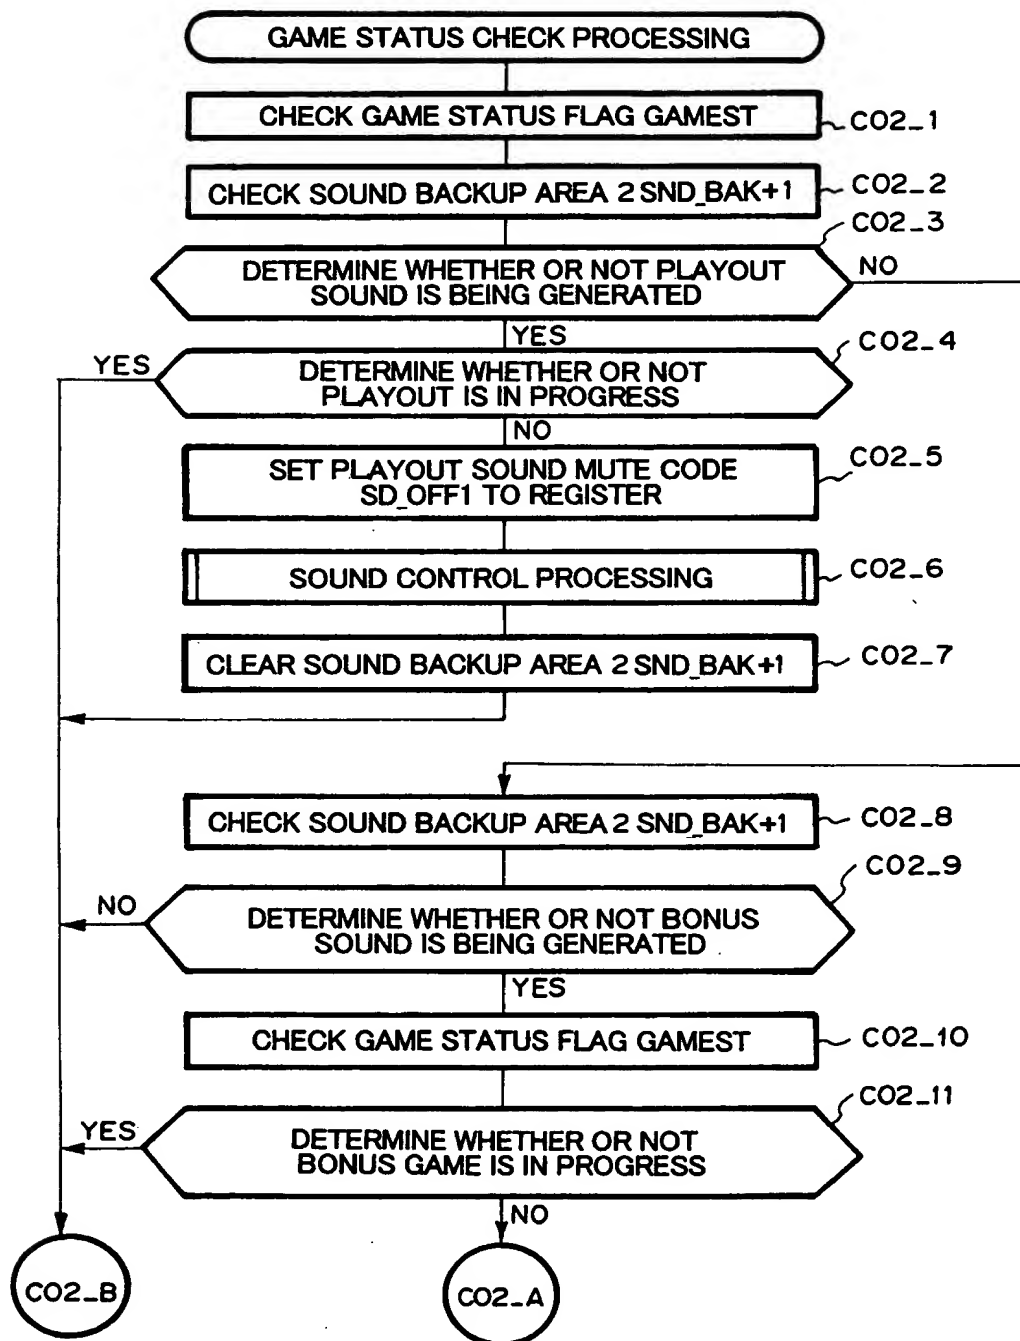 GAME STATUS CHECK PROCESSING
CHECK GAME STATUS FLAG GAMEST
C02_1
CHECK SOUND BACKUP AREA 2 SND_BAK+1
C02_2
C02_3
DETERMINE WHETHER OR NOT PLAYOUT
SOUND IS BEING GENERATED
NO
YES
C02_4
YES
DETERMINE WHETHER OR NOT
PLAYOUT IS IN PROGRESS
NO
C02_5
SET PLAYOUT SOUND MUTE CODE
SD_OFF1 TO REGISTER
SOUND CONTROL PROCESSING
C02_6
CLEAR SOUND BACKUP AREA 2 SND_BAK+1
C02_7
CHECK SOUND BACKUP AREA 2 SND_BAK+1
C02_8
C02_9
NO
DETERMINE WHETHER OR NOT BONUS
SOUND IS BEING GENERATED
YES
CHECK GAME STATUS FLAG GAMEST
C02_10
C02_11
YES
DETERMINE WHETHER OR NOT
BONUS GAME IS IN PROGRESS
NO
C02_B
C02_A